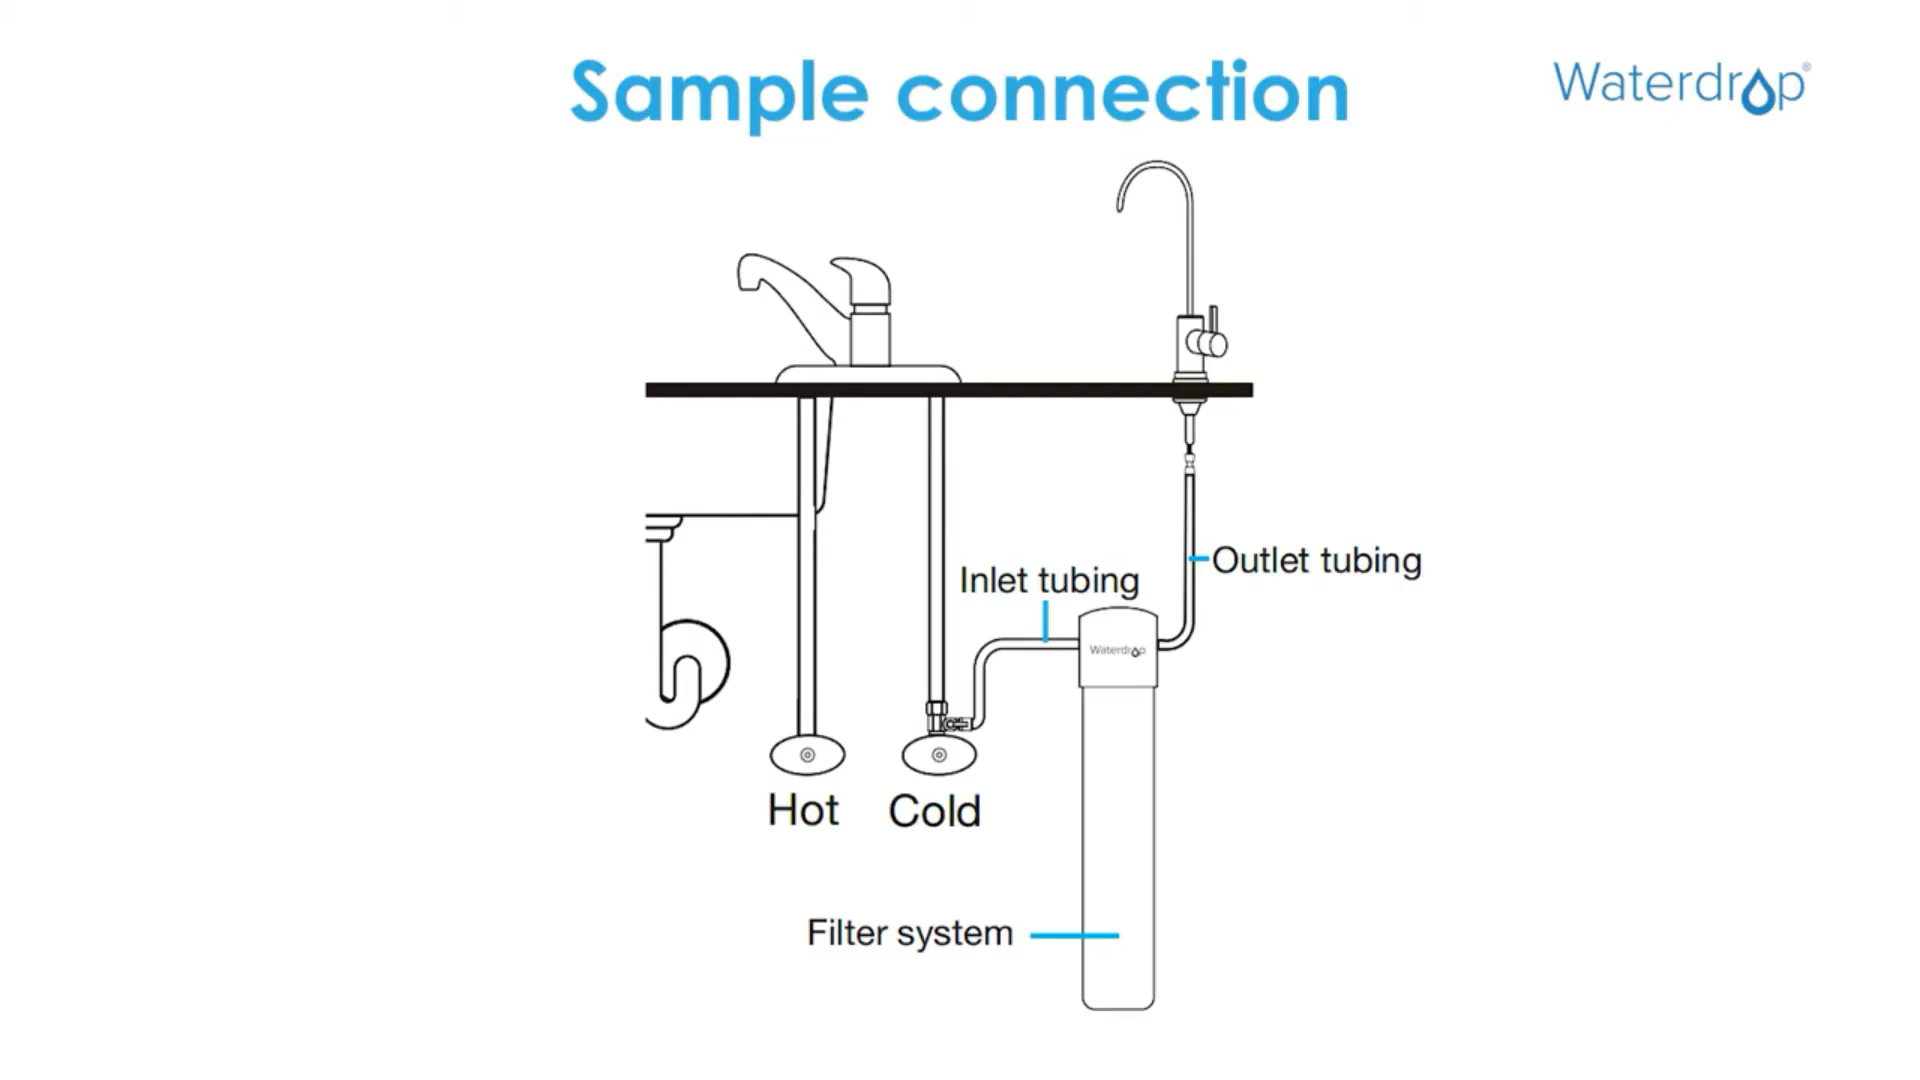 Sample connection
Waterdrop®
Outlet tubing
Inlet tubing
Waterdrop
Hot
Cold
Filter system